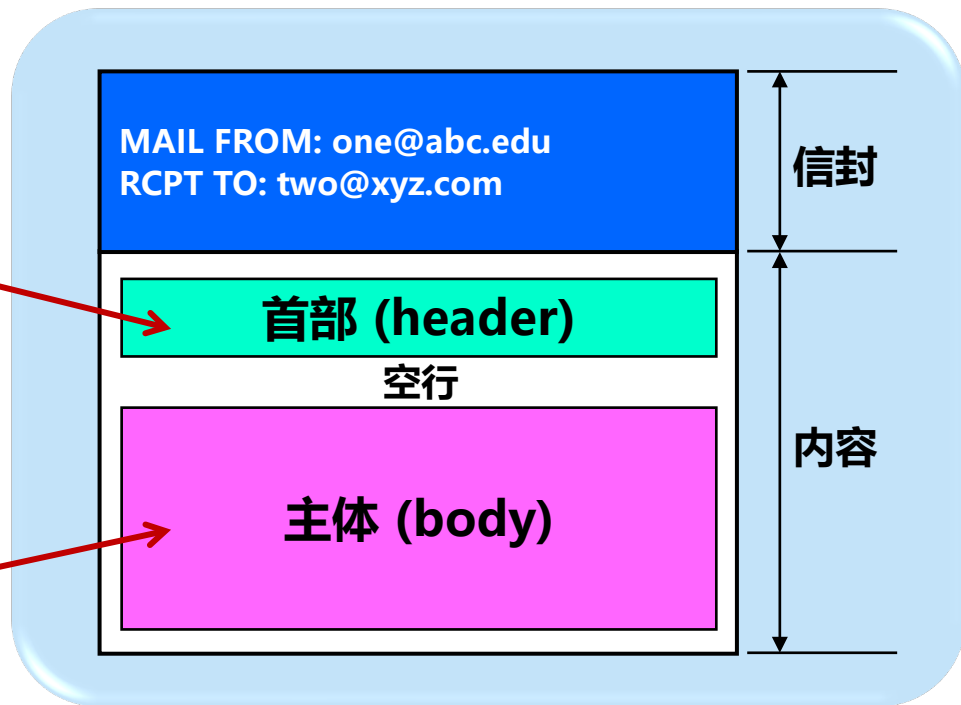 MAIL FROM: one@abc.edu
RCPT TO: two@xyz.com
信封
首部 (header)
空行
内容
主体 (body)